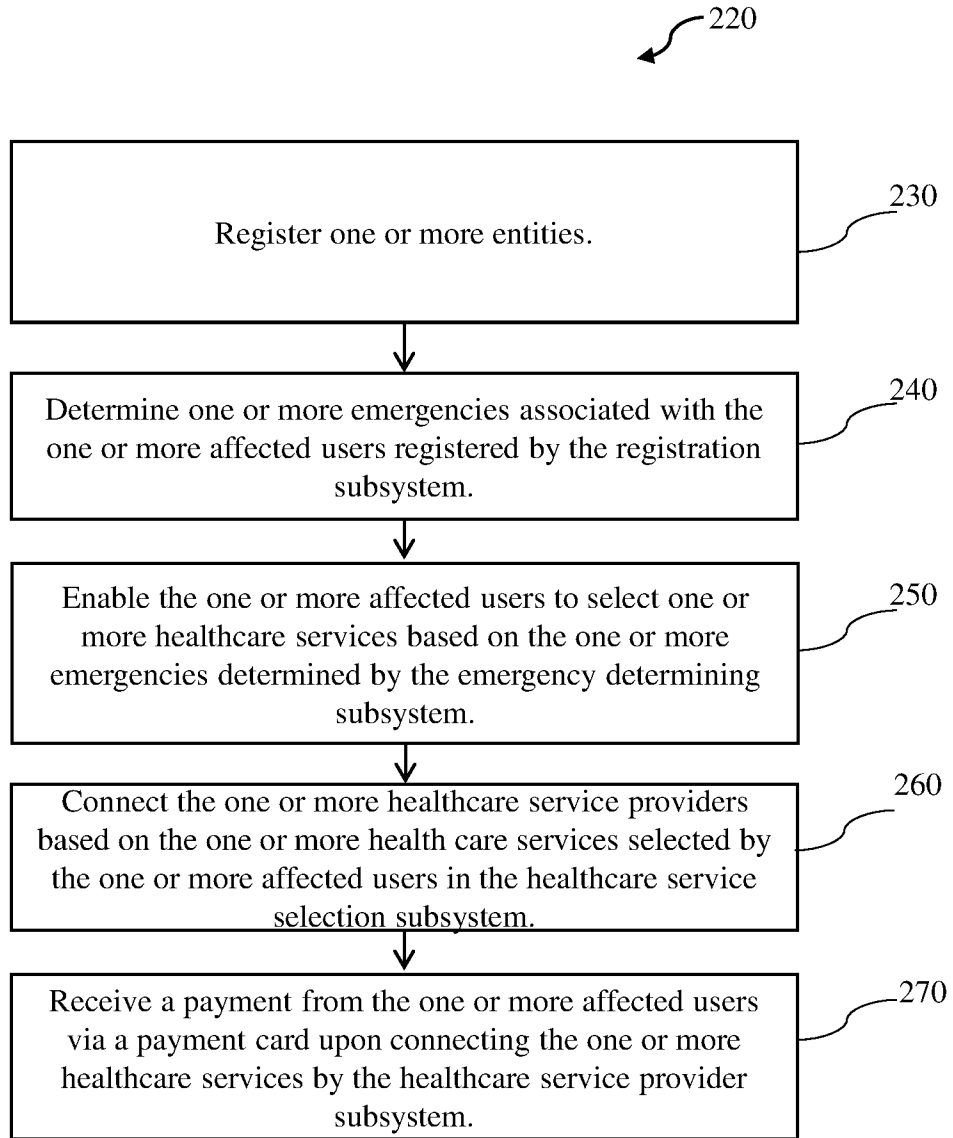 220
230
Register one or more entities.
240
Determine one or more emergencies associated with the
one or more affected users registered by the registration
subsystem.
250
Enable the one or more affected users to select one or
more healthcare services based on the one or more
emergencies determined by the emergency determining
subsystem.
260
Connect the one or more healthcare service providers
based on the one or more health care services selected by
the one or more affected users in the healthcare service
selection subsystem.
270
Receive a payment from the one or more affected users
via a payment card upon connecting the one or more
healthcare services by the healthcare service provider
subsystem.